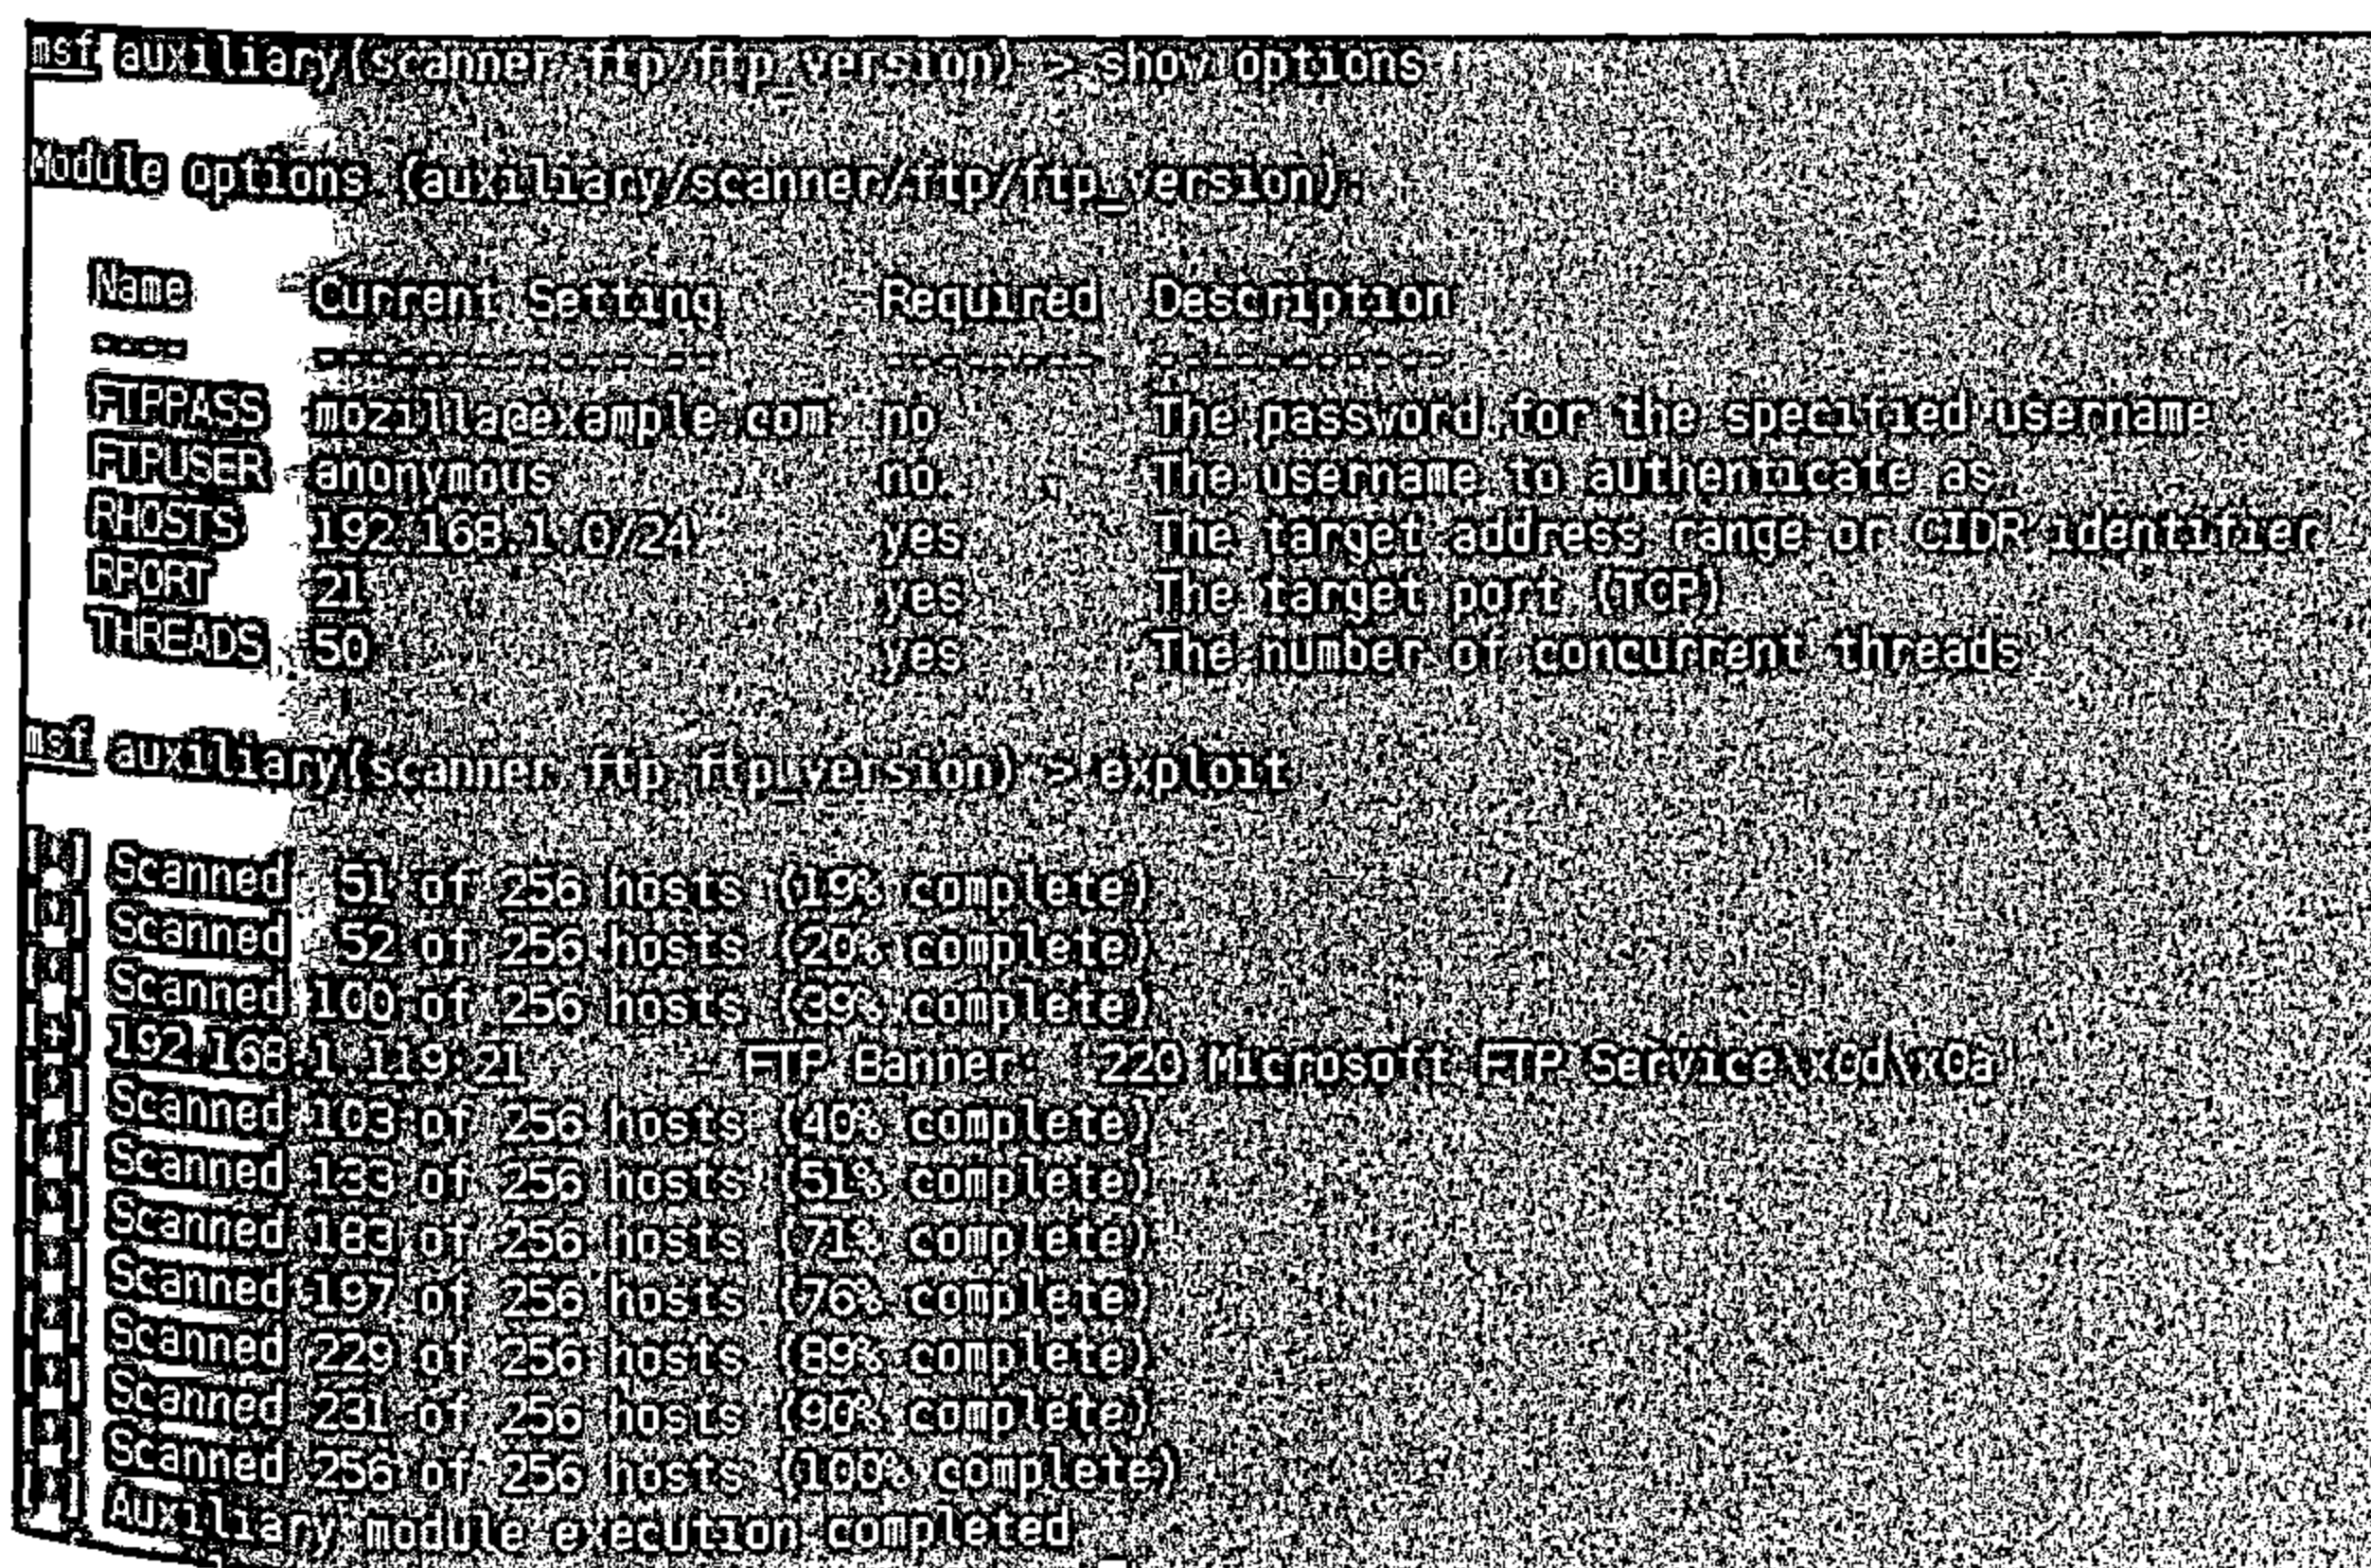 msf auxiliary(scanner/ftp/ftp_version) > show options
Module options (auxiliary/scanner/ftp/ftp_version):
Name Current Setting Required Description
---- --------------- -------- -----------
FTPPASS mozilla@example.com no The password for the specified username
FTPUSER anonymous no The username to authenticate as
RHOSTS 192.168.1.0/24 yes The target address range or CIDR identifier
RPORT 21 yes The target port (TCP)
THREADS 50 yes The number of concurrent threads
msf auxiliary(scanner/ftp/ftp_version) > exploit
[*] Scanned 51 of 256 hosts (19% complete)
[*] Scanned 52 of 256 hosts (20% complete)
[*] Scanned 100 of 256 hosts (39% complete)
[+] 192.168.1.119:21 - FTP Banner: '220 Microsoft FTP Service\x0d\x0a'
[*] Scanned 103 of 256 hosts (40% complete)
[*] Scanned 133 of 256 hosts (51% complete)
[*] Scanned 183 of 256 hosts (71% complete)
[*] Scanned 197 of 256 hosts (76% complete)
[*] Scanned 229 of 256 hosts (89% complete)
[*] Scanned 231 of 256 hosts (90% complete)
[*] Scanned 256 of 256 hosts (100% complete)
[*] Auxiliary module execution completed